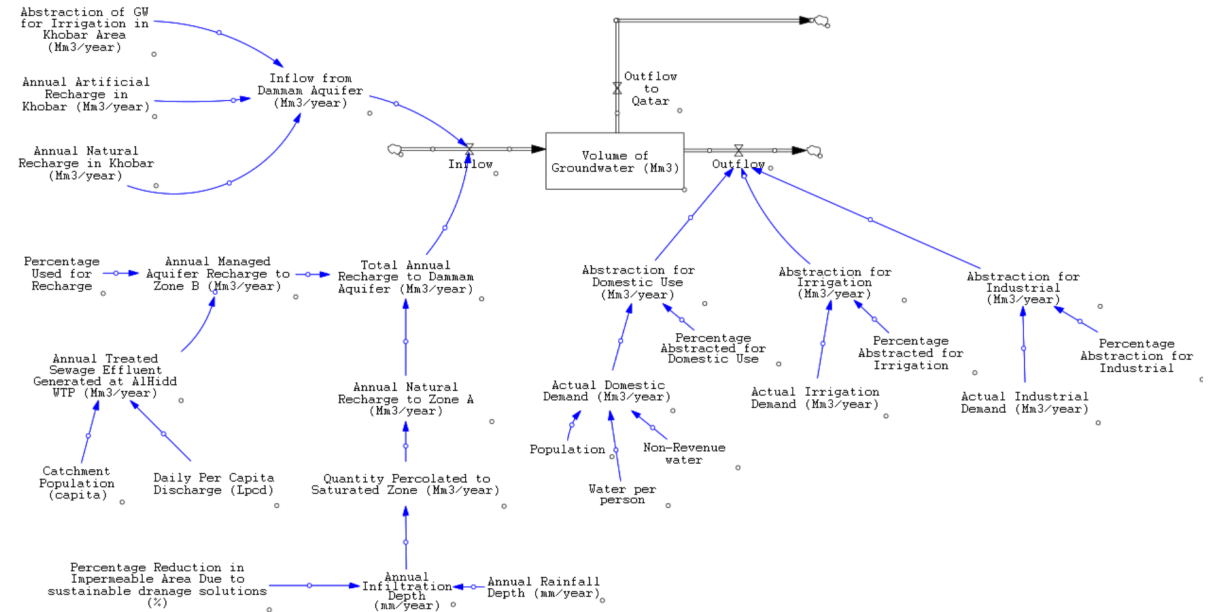 Abstraction of GW
for Irrigation in
Khobar Area
(Mm3/year)
Annual Artificial
Recharge in
Khobar (Mm3/year)
Annual Natural
Recharge in Khobar
(Mm3/year)
Inflow from
Dammam Aquifer
(Mm3/year)
Inflow
Volume of
Groundwater (Mm3)
Outflow
to
Qatar
Outflow
Percentage
Used for
Recharge
Annual Managed
Aquifer Recharge to
Zone B (Mm3/year)
Total Annual
Recharge to Dammam
Aquifer (Mm3/year)
Abstraction for
Domestic Use
(Mm3/year)
Abstraction for
Irrigation
(Mm3/year)
Abstraction for
Industrial
(Mm3/year)
Percentage
Abstracted for
Domestic Use
Percentage
Abstracted for
Irrigation
Percentage
Abstraction for
Industrial
Annual Treated
Sewage Effluent
Generated at AlHidd
WTP (Mm3/year)
Annual Natural
Recharge to Zone A
(Mm3/year)
Actual Domestic
Demand (Mm3/year)
Actual Irrigation
Demand (Mm3/year)
Actual Industrial
Demand (Mm3/year)
Population
Non-Revenue
water
Water per
person
Catchment
Population
(capita)
Daily Per Capita
Discharge (Lpcd)
Quantity Percolated to
Saturated Zone (Mm3/year)
Percentage Reduction in
Impermeable Area Due to
sustainable dranage solutions
(%)
Annual
Infiltration
Depth
(mm/year)
Annual Rainfall
Depth (mm/year)